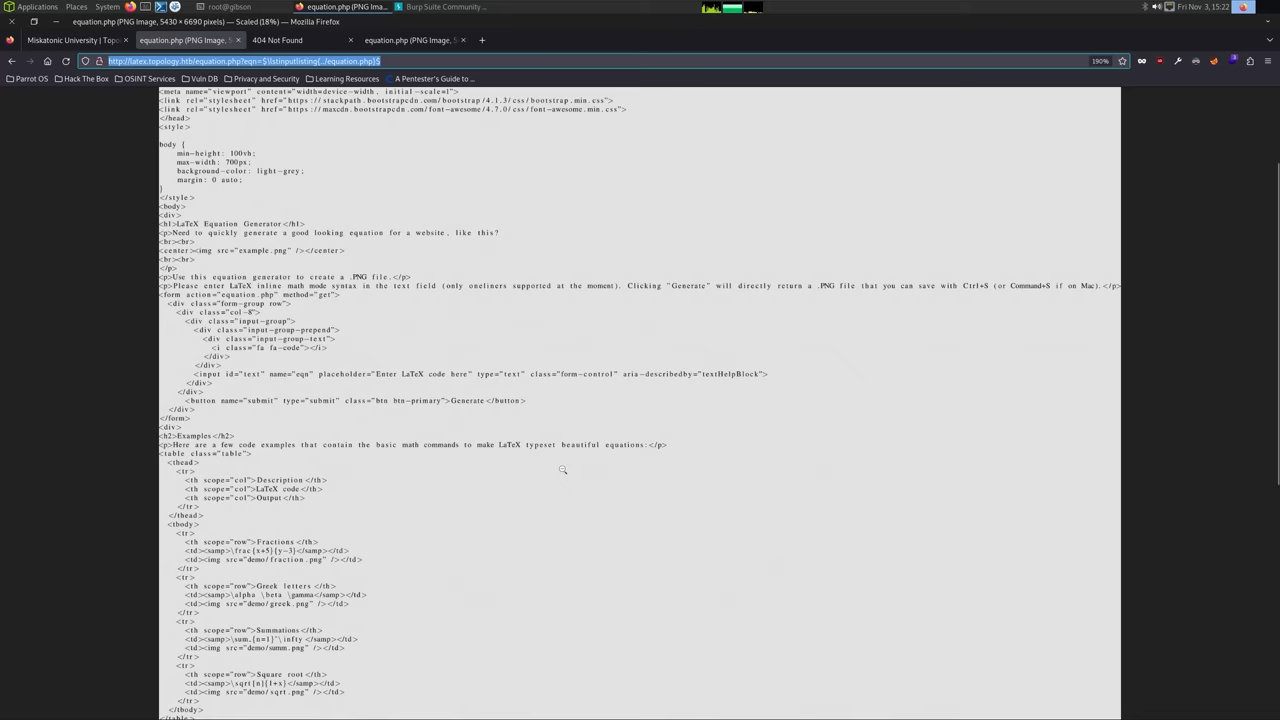 Applications Places System root@gibson equation.php (PNG Ima... Burp Suite Community ... Fri Nov 3, 15:22
equation.php (PNG Image, 5430 × 6690 pixels) — Scaled (18%) — Mozilla Firefox
Miskatonic University | Topo equation.php (PNG Image, 5 404 Not Found equation.php (PNG Image, 5
http://latex.topology.htb/equation.php?eqn=$\lstinputlisting{../equation.php}$ 190%
Parrot OS Hack The Box OSINT Services Vuln DB Privacy and Security Learning Resources A Pentester's Guide to ...
<meta name="viewport" content="width=device-width, initial-scale=1">
<link rel="stylesheet" href="https://stackpath.bootstrapcdn.com/bootstrap/4.1.3/css/bootstrap.min.css">
<link rel="stylesheet" href="https://maxcdn.bootstrapcdn.com/font-awesome/4.7.0/css/font-awesome.min.css">
</head>
<style>
body {
min-height: 100vh;
max-width: 700px;
background-color: light-grey;
margin: 0 auto;
}
</style>
<body>
<div>
<h1>LaTeX Equation Generator</h1>
<p>Need to quickly generate a good looking equation for a website, like this?
<br><br>
<center><img src="example.png" /></center>
<br><br>
</p>
<p>Use this equation generator to create a .PNG file.</p>
<p>Please enter LaTeX inline math mode syntax in the text field (only oneliners supported at the moment). Clicking "Generate" will directly return a .PNG file that you can save with Ctrl+S (or Command+S if on Mac).</p>
<form action="equation.php" method="get">
<div class="form-group row">
<div class="col-8">
<div class="input-group">
<div class="input-group-prepend">
<div class="input-group-text">
<i class="fa fa-code"></i>
</div>
</div>
<input id="text" name="eqn" placeholder="Enter LaTeX code here" type="text" class="form-control" aria-describedby="textHelpBlock">
</div>
</div>
<button name="submit" type="submit" class="btn btn-primary">Generate</button>
</div>
</form>
<div>
<h2>Examples</h2>
<p>Here are a few code examples that contain the basic math commands to make LaTeX typeset beautiful equations:</p>
<table class="table">
<thead>
<tr>
<th scope="col">Description</th>
<th scope="col">LaTeX code</th>
<th scope="col">Output</th>
</tr>
</thead>
<tbody>
<tr>
<th scope="row">Fractions</th>
<td><samp>\frac{x+5}{y-3}</samp></td>
<td><img src="demo/fraction.png" /></td>
</tr>
<tr>
<th scope="row">Greek letters</th>
<td><samp>\alpha \beta \gamma</samp></td>
<td><img src="demo/greek.png" /></td>
</tr>
<tr>
<th scope="row">Summations</th>
<td><samp>\sum_{n=1}^\infty</samp></td>
<td><img src="demo/summ.png" /></td>
</tr>
<tr>
<th scope="row">Square root</th>
<td><samp>\sqrt[n]{1+x}</samp></td>
<td><img src="demo/sqrt.png" /></td>
</tr>
</tbody>
</table>